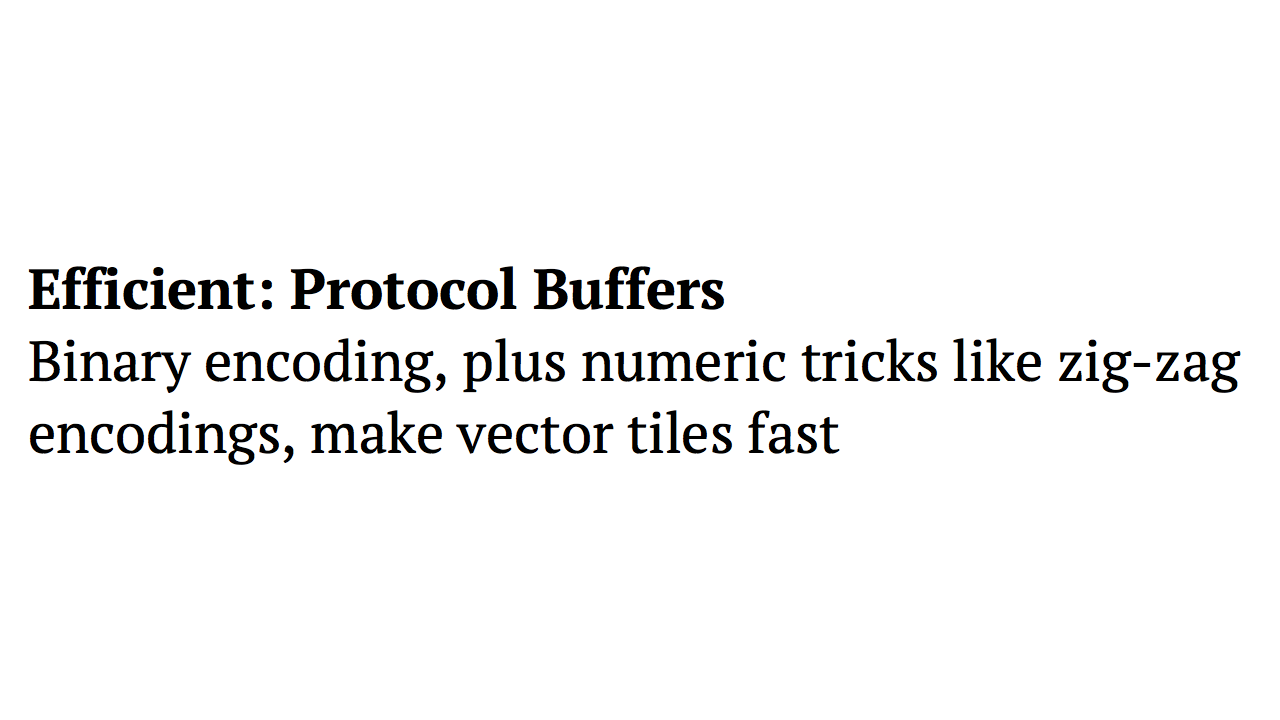 Efficient: Protocol Buffers
Binary encoding, plus numeric tricks like zig-zag
encodings, make vector tiles fast